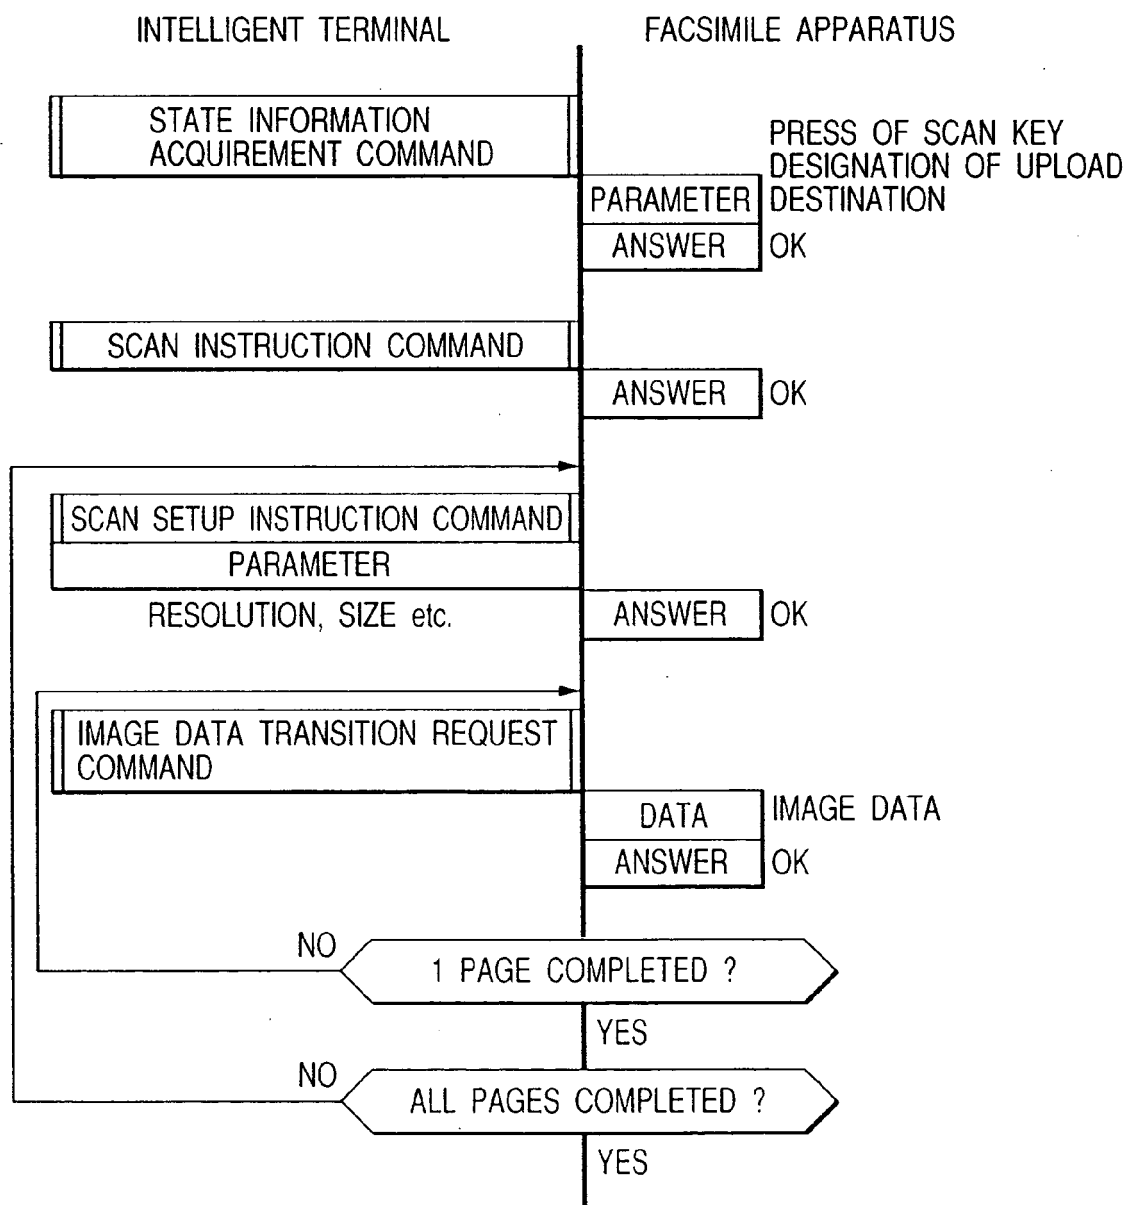 INTELLIGENT TERMINAL
FACSIMILE APPARATUS
STATE INFORMATION
ACQUIREMENT COMMAND
PRESS OF SCAN KEY
DESIGNATION OF UPLOAD
DESTINATION
PARAMETER
ANSWER
OK
SCAN INSTRUCTION COMMAND
ANSWER
OK
SCAN SETUP INSTRUCTION COMMAND
PARAMETER
RESOLUTION, SIZE etc.
ANSWER
OK
IMAGE DATA TRANSITION REQUEST
COMMAND
DATA
IMAGE DATA
ANSWER
OK
NO
1 PAGE COMPLETED ?
YES
NO
ALL PAGES COMPLETED ?
YES